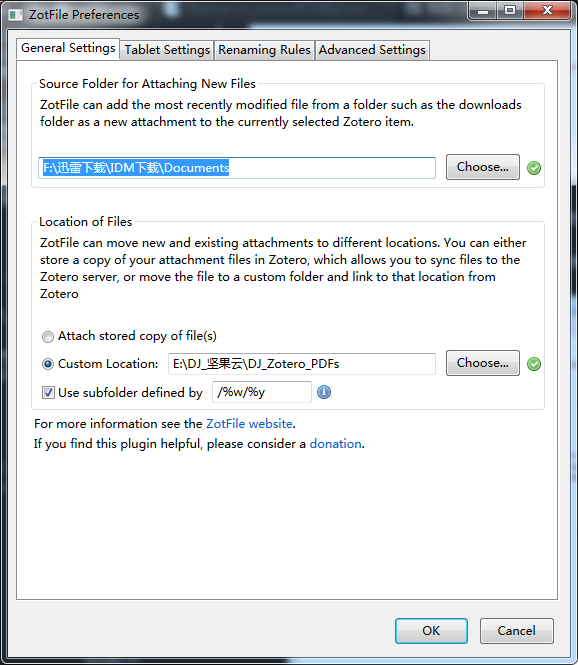 ZotFile Preferences
General Settings
Tablet Settings
Renaming Rules
Advanced Settings
Source Folder for Attaching New Files
ZotFile can add the most recently modified file from a folder such as the downloads
folder as a new attachment to the currently selected Zotero item.
F:\迅雷下载\IDM下载\Documents
Choose...
Location of Files
ZotFile can move new and existing attachments to different locations. You can either
store a copy of your attachment files in Zotero, which allows you to sync files to the
Zotero server, or move the file to a custom folder and link to that location from
Zotero
Attach stored copy of file(s)
Custom Location:
E:\DJ_坚果云\DJ_Zotero_PDFs
Choose...
Use subfolder defined by
/%w/%y
For more information see the ZotFile website.
If you find this plugin helpful, please consider a donation.
OK
Cancel